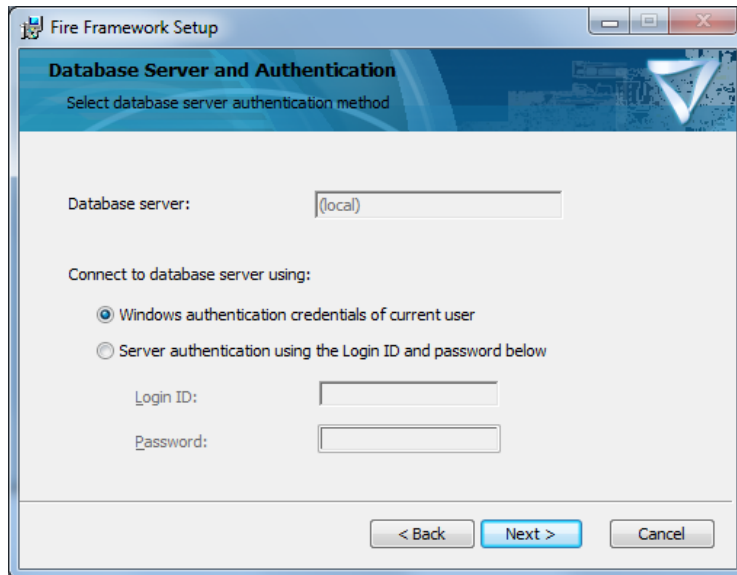 Fire Framework Setup
Database Server and Authentication
Select database server authentication method
Database server:
(local)
Connect to database server using:
Windows authentication credentials of current user
Server authentication using the Login ID and password below
Login ID:
Password:
< Back
Next >
Cancel